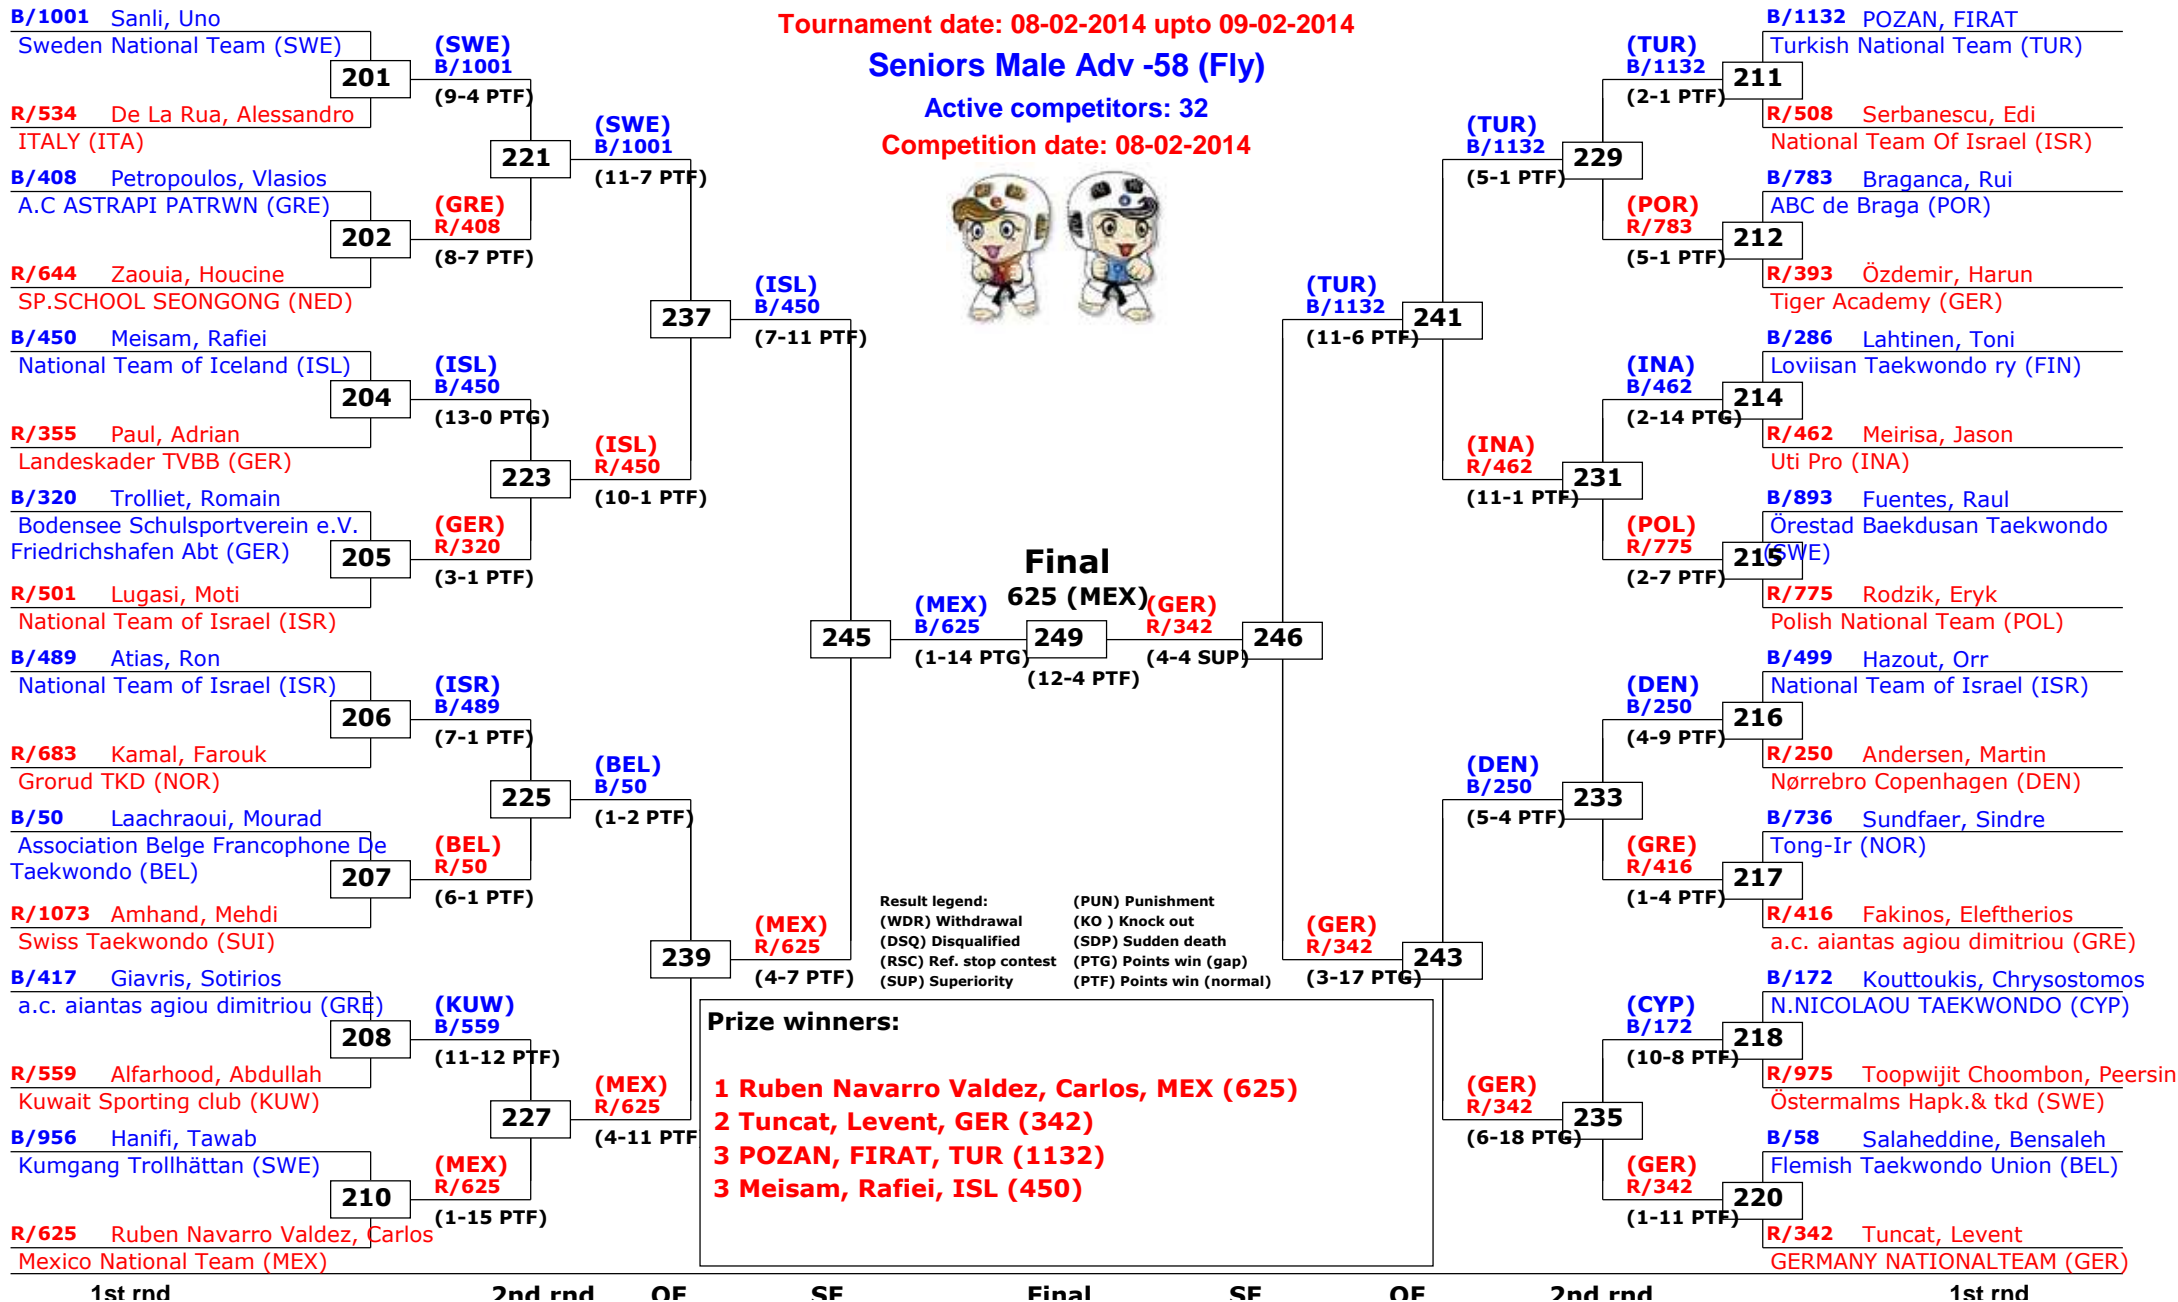 Tournament date: 08-02-2014 upto 09-02-2014
Seniors Male Adv -58 (Fly)
Active competitors: 32
Competition date: 08-02-2014
B/1001 Sanli, Uno
Sweden National Team (SWE)
201
R/534 De La Rua, Alessandro
ITALY (ITA)
B/408 Petropoulos, Vlasios
A.C ASTRAPI PATRWN (GRE)
202
R/644 Zaouia, Houcine
SP.SCHOOL SEONGONG (NED)
B/450 Meisam, Rafiei
National Team of Iceland (ISL)
204
R/355 Paul, Adrian
Landeskader TVBB (GER)
B/320 Trolliet, Romain
Bodensee Schulsportverein e.V.
Friedrichshafen Abt (GER)
205
R/501 Lugasi, Moti
National Team of Israel (ISR)
B/489 Atias, Ron
National Team of Israel (ISR)
206
R/683 Kamal, Farouk
Grorud TKD (NOR)
B/50 Laachraoui, Mourad
Association Belge Francophone De
Taekwondo (BEL)
207
R/1073 Amhand, Mehdi
Swiss Taekwondo (SUI)
B/417 Giavris, Sotirios
a.c. aiantas agiou dimitriou (GRE)
208
R/559 Alfarhood, Abdullah
Kuwait Sporting club (KUW)
B/956 Hanifi, Tawab
Kumgang Trollhättan (SWE)
210
R/625 Ruben Navarro Valdez, Carlos
Mexico National Team (MEX)
(SWE)
B/1001
(9-4 PTF)
221
(GRE)
R/408
(8-7 PTF)
(ISL)
B/450
(13-0 PTG)
223
(GER)
R/320
(3-1 PTF)
(ISR)
B/489
(7-1 PTF)
225
(BEL)
R/50
(6-1 PTF)
(KUW)
B/559
(11-12 PTF)
227
(MEX)
R/625
(1-15 PTF)
(SWE)
B/1001
(11-7 PTF)
237
(ISL)
R/450
(10-1 PTF)
(BEL)
B/50
(1-2 PTF)
239
(MEX)
R/625
(4-11 PTF
(ISL)
B/450
(7-11 PTF)
245
(MEX)
R/625
(4-7 PTF)
Final
625 (MEX)
(MEX)
B/625
(1-14 PTG)
249
(12-4 PTF)
(GER)
R/342
(4-4 SUP)
246
(TUR)
B/1132
(11-6 PTF)
241
(GER)
R/342
(3-17 PTG)
243
(TUR)
B/1132
(5-1 PTF)
229
(INA)
R/462
(11-1 PTF)
231
(DEN)
B/250
(5-4 PTF)
233
(GER)
R/342
(6-18 PTG)
235
(TUR)
B/1132
(2-1 PTF)
211
(POR)
R/783
(5-1 PTF)
212
(INA)
B/462
(2-14 PTG)
214
(POL)
R/775
(2-7 PTF)
215
(DEN)
B/250
(4-9 PTF)
216
(GRE)
R/416
(1-4 PTF)
217
(CYP)
B/172
(10-8 PTF)
218
(GER)
R/342
(1-11 PTF)
220
B/1132 POZAN, FIRAT
Turkish National Team (TUR)
R/508 Serbanescu, Edi
National Team Of Israel (ISR)
B/783 Braganca, Rui
ABC de Braga (POR)
R/393 Özdemir, Harun
Tiger Academy (GER)
B/286 Lahtinen, Toni
Loviisan Taekwondo ry (FIN)
R/462 Meirisa, Jason
Uti Pro (INA)
B/893 Fuentes, Raul
Örestad Baekdusan Taekwondo
(SWE)
R/775 Rodzik, Eryk
Polish National Team (POL)
B/499 Hazout, Orr
National Team of Israel (ISR)
R/250 Andersen, Martin
Nørrebro Copenhagen (DEN)
B/736 Sundfaer, Sindre
Tong-Ir (NOR)
R/416 Fakinos, Eleftherios
a.c. aiantas agiou dimitriou (GRE)
B/172 Kouttoukis, Chrysostomos
N.NICOLAOU TAEKWONDO (CYP)
R/975 Toopwijit Choombon, Peersin
Östermalms Hapk.& tkd (SWE)
B/58 Salaheddine, Bensaleh
Flemish Taekwondo Union (BEL)
R/342 Tuncat, Levent
GERMANY NATIONALTEAM (GER)
Result legend: (PUN) Punishment
(WDR) Withdrawal (KO ) Knock out
(DSQ) Disqualified (SDP) Sudden death
(RSC) Ref. stop contest (PTG) Points win (gap)
(SUP) Superiority (PTF) Points win (normal)
Prize winners:
1 Ruben Navarro Valdez, Carlos, MEX (625)
2 Tuncat, Levent, GER (342)
3 POZAN, FIRAT, TUR (1132)
3 Meisam, Rafiei, ISL (450)
1st rnd 2nd rnd QF SF Final SF QF 2nd rnd 1st rnd